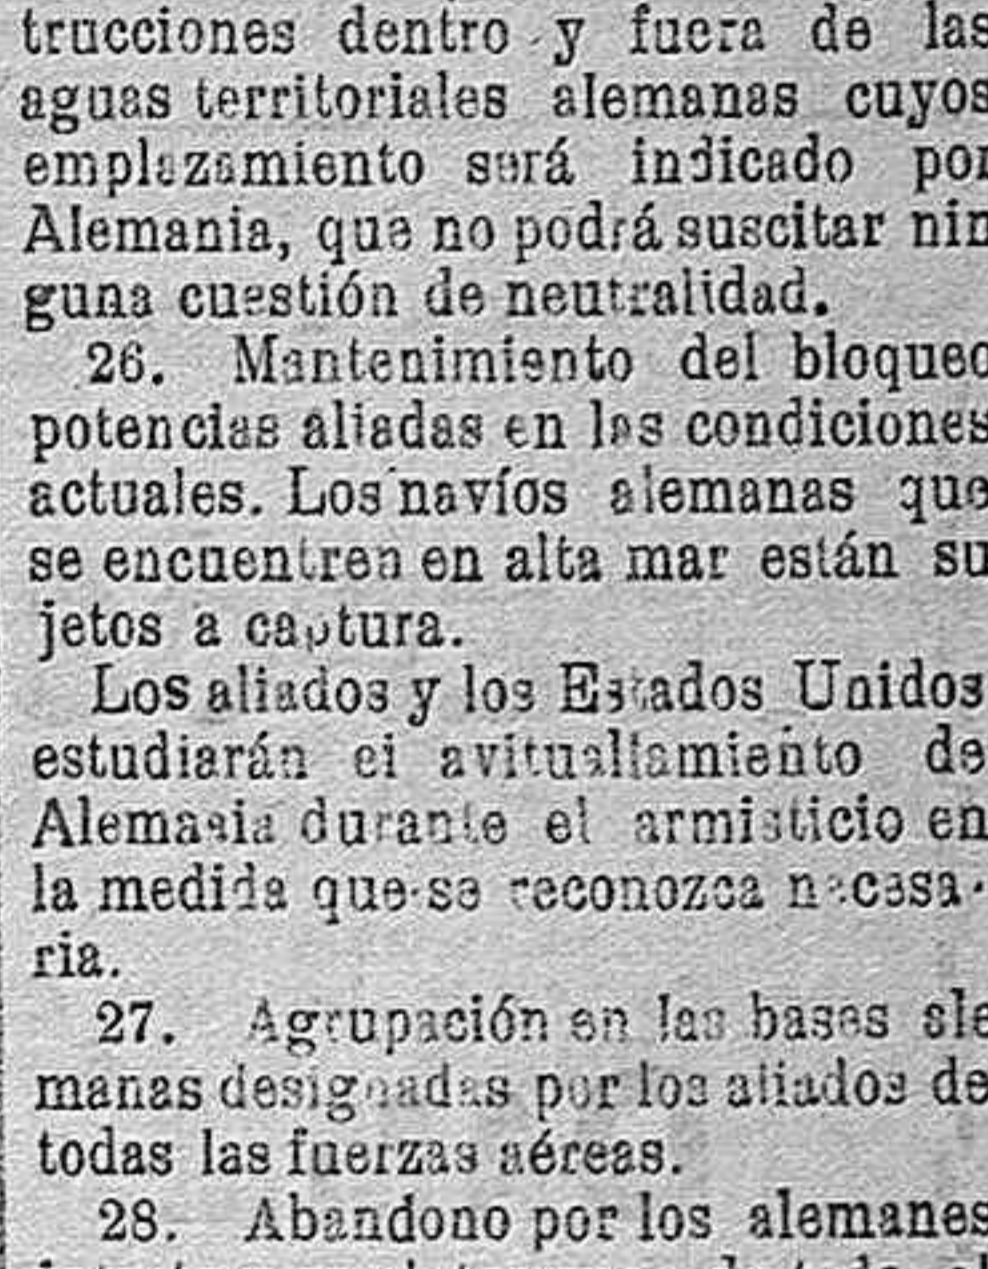 trucciones dentro y fuera de las
aguas territoriales alemanas cuyos
emplazamiento será indicado por
Alemania, que no podrá suscitar nin
guna cuestión de neutralidad.
26. Mantenimiento del bloqueo
potencias aliadas en las condiciones
actuales. Los navíos alemanas que
se encuentren en alta mar están su
jetos a captura.
Los aliados y los Estados Unidos
estudiarán el avituallamiento de
Alemania durante el armisticio en
la medida que se reconozca necesa-
ria.
27. Agrupación en las bases ale
manas designadas por los aliados de
todas las fuerzas aéreas.
28. Abandono por los alemanes